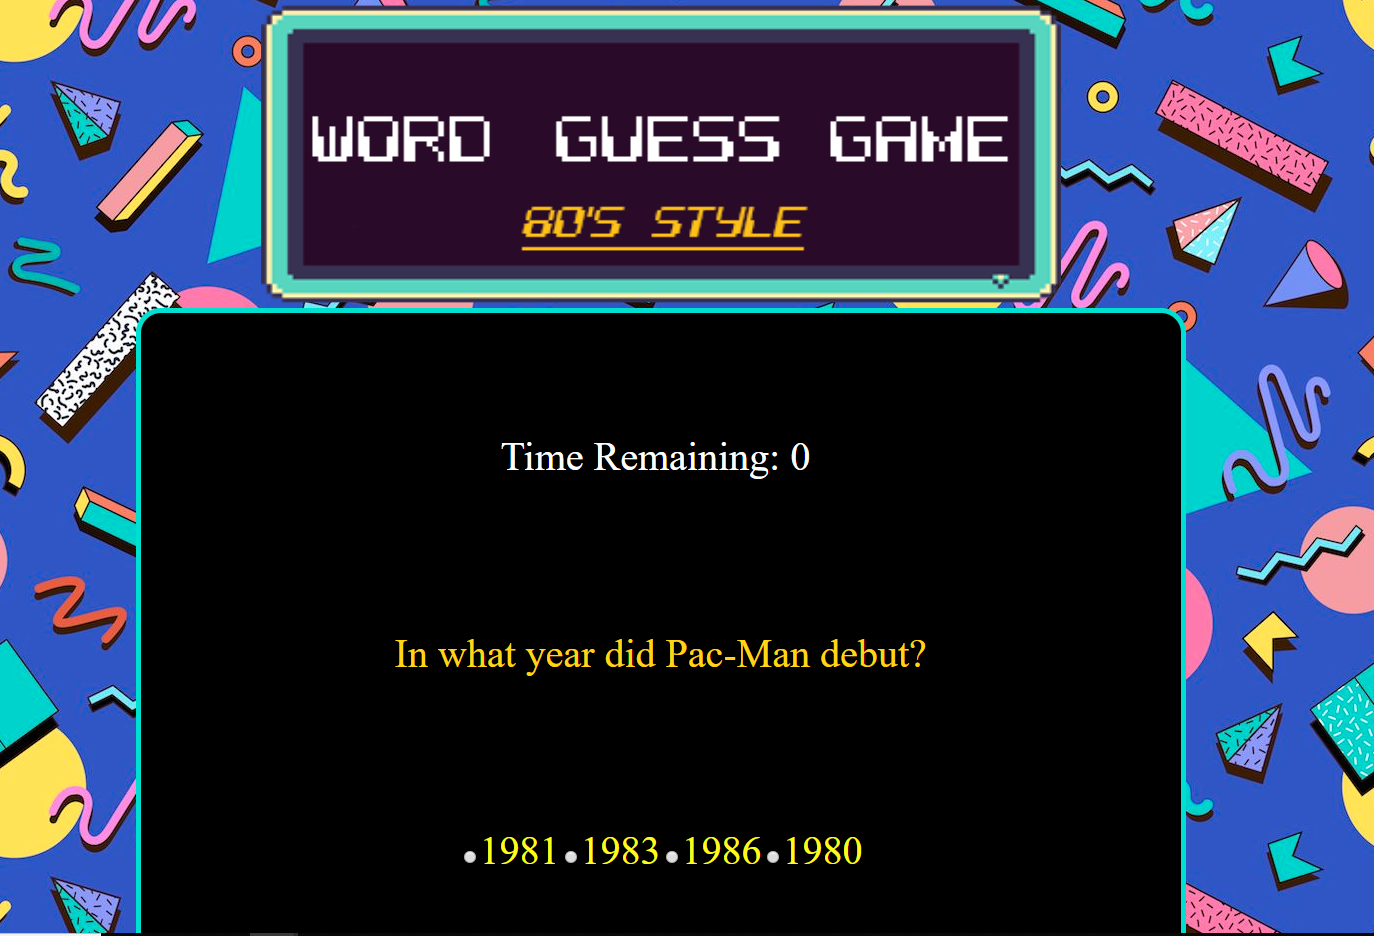 WORD GUESS GAME
80'S STYLE
Time Remaining: 0
In what year did Pac-Man debut?
1981 1983 1986 1980